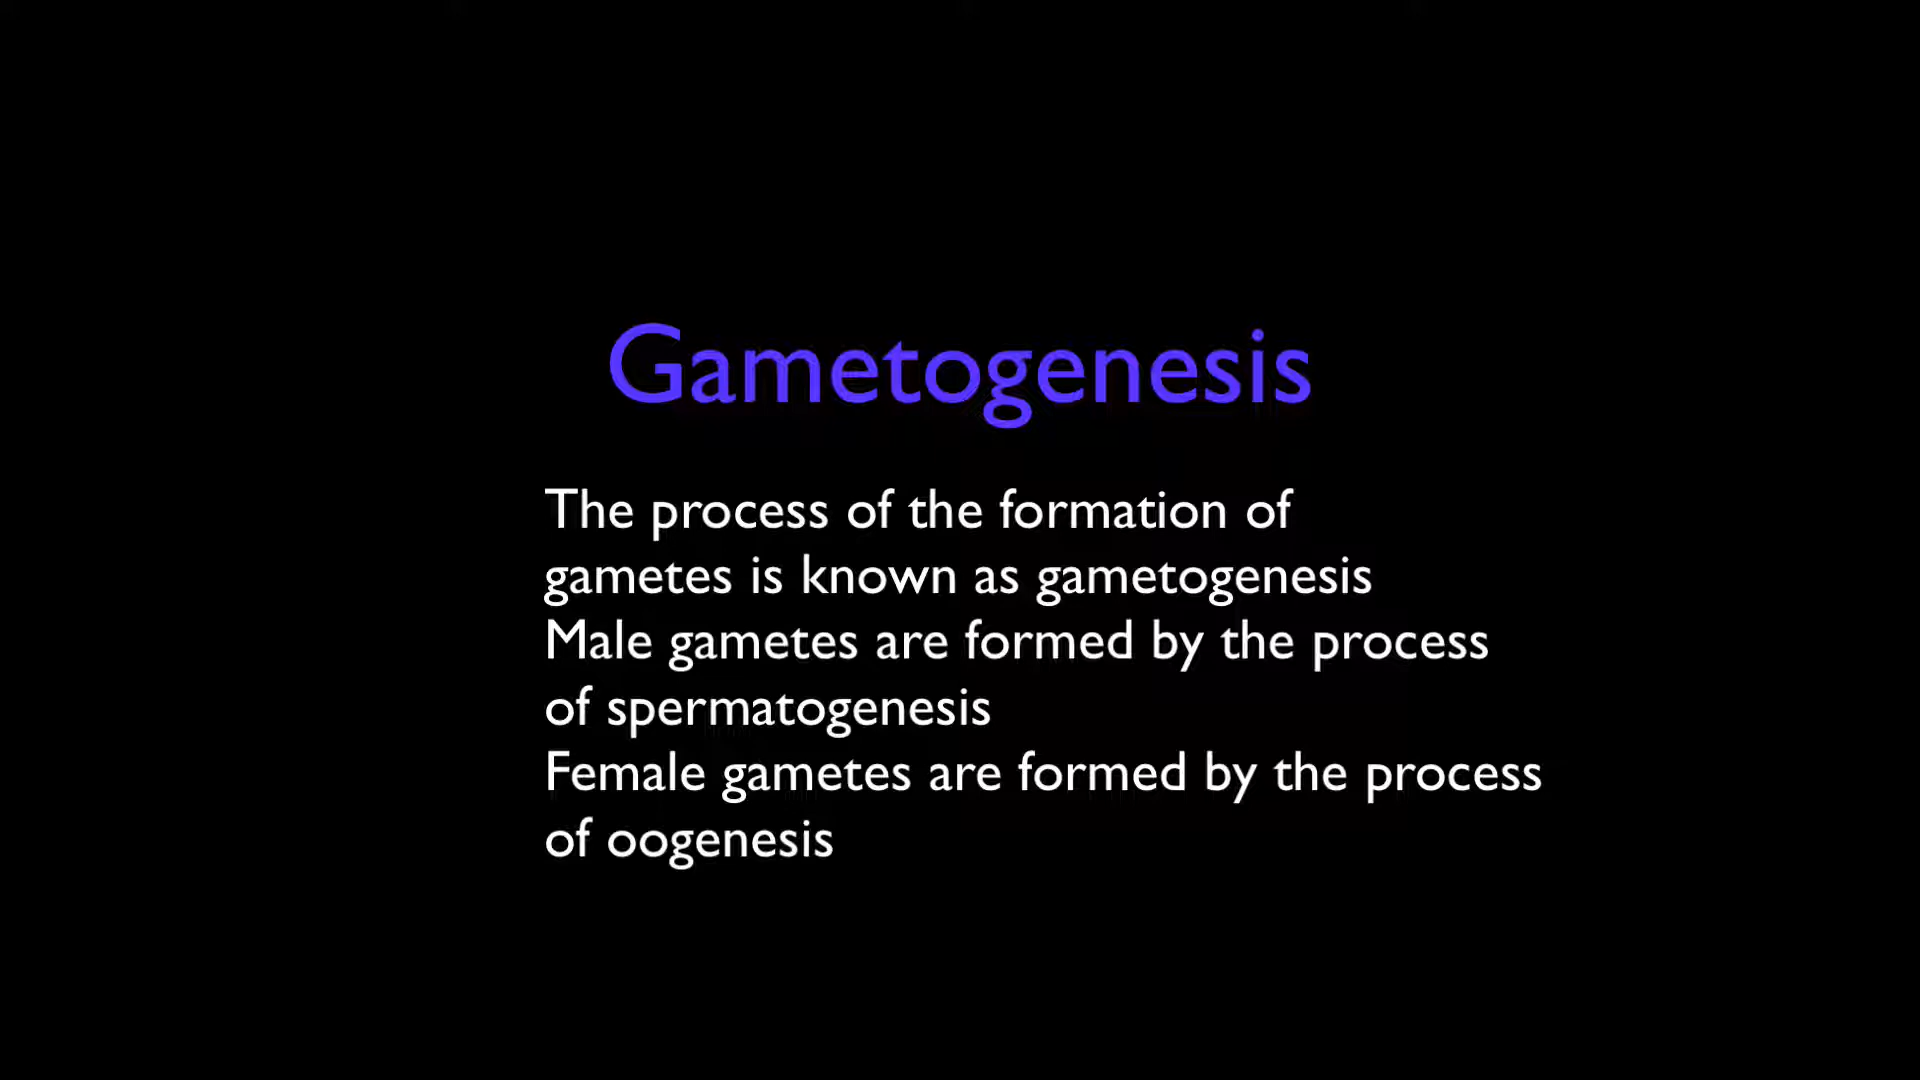 Gametogenesis
The process of the formation of
gametes is known as gametogenesis
Male gametes are formed by the process
of spermatogenesis
Female gametes are formed by the process
of oogenesis